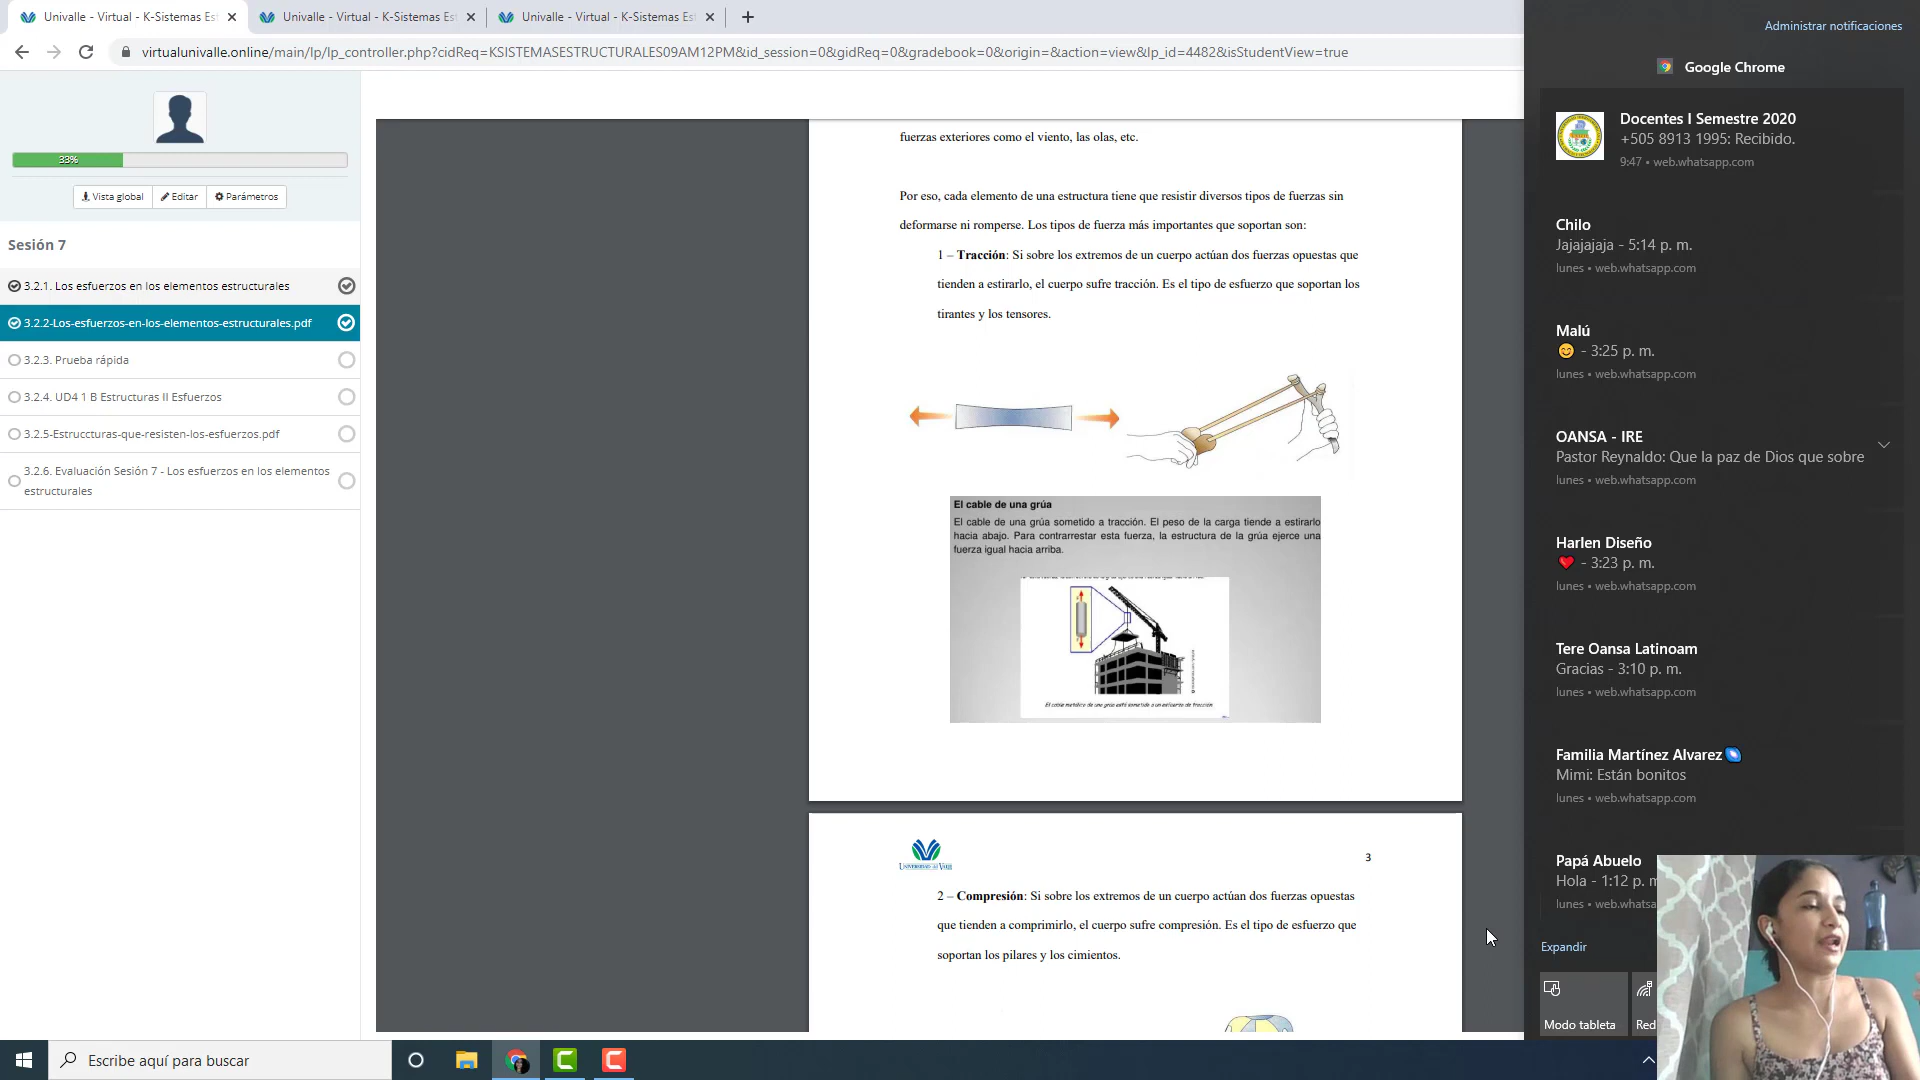 Univalle - Virtual - K-Sistemas Es
Univalle - Virtual - K-Sistemas Es
Univalle - Virtual - K-Sistemas Es
virtualunivalle.online/main/lp/lp_controller.php?cidReq=KSISTEMASESTRUCTURALES09AM12PM&id_session=0&gidReq=0&gradebook=0&origin=&action=view&lp_id=4482&isStudentView=true
33%
Vista global
Editar
Parámetros
Sesión 7
3.2.1. Los esfuerzos en los elementos estructurales
3.2.2-Los-esfuerzos-en-los-elementos-estructurales.pdf
3.2.3. Prueba rápida
3.2.4. UD4 1 B Estructuras II Esfuerzos
3.2.5-Estruccturas-que-resisten-los-esfuerzos.pdf
3.2.6. Evaluación Sesión 7 - Los esfuerzos en los elementos
estructurales
fuerzas exteriores como el viento, las olas, etc.
Por eso, cada elemento de una estructura tiene que resistir diversos tipos de fuerzas sin
deformarse ni romperse. Los tipos de fuerza más importantes que soportan son:
1 – Tracción: Si sobre los extremos de un cuerpo actúan dos fuerzas opuestas que
tienden a estirarlo, el cuerpo sufre tracción. Es el tipo de esfuerzo que soportan los
tirantes y los tensores.
El cable de una grúa
El cable de una grúa sometido a tracción. El peso de la carga tiende a estirarlo
hacia abajo. Para contrarrestar esta fuerza, la estructura de la grúa ejerce una
fuerza igual hacia arriba.
El cable metálico de una grúa está sometido a un esfuerzo de tracción.
UNIVERSIDAD DEL VALLE
3
2 – Compresión: Si sobre los extremos de un cuerpo actúan dos fuerzas opuestas
que tienden a comprimirlo, el cuerpo sufre compresión. Es el tipo de esfuerzo que
soportan los pilares y los cimientos.
Administrar notificaciones
Google Chrome
Docentes I Semestre 2020
+505 8913 1995: Recibido.
9:47 • web.whatsapp.com
Chilo
Jajajajaja - 5:14 p. m.
lunes • web.whatsapp.com
Malú
😊 - 3:25 p. m.
lunes • web.whatsapp.com
OANSA - IRE
Pastor Reynaldo: Que la paz de Dios que sobre
lunes • web.whatsapp.com
Harlen Diseño
❤ - 3:23 p. m.
lunes • web.whatsapp.com
Tere Oansa Latinoam
Gracias - 3:10 p. m.
lunes • web.whatsapp.com
Familia Martínez Alvarez
Mimi: Están bonitos
lunes • web.whatsapp.com
Papá Abuelo
Hola - 1:12 p. m
lunes • web.whatsa
Expandir
Modo tableta
Red
Escribe aquí para buscar